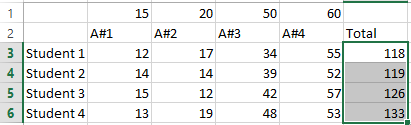 1 15 20 50 60
2 A#1 A#2 A#3 A#4 Total
3 Student 1 12 17 34 55 118
4 Student 2 14 14 39 52 119
5 Student 3 15 12 42 57 126
6 Student 4 13 19 48 53 133